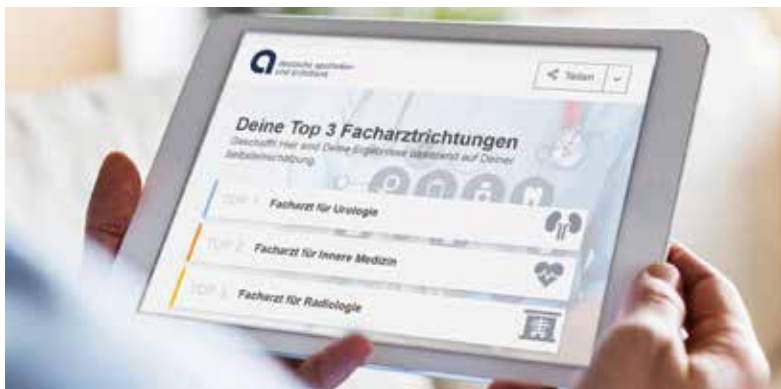 deutsche apotheker-
und ärztebank
Teilen
Deine Top 3 Facharztrichtungen
Geschafft! Hier sind Deine Ergebnisse basierend auf Deiner
Selbsteinschätzung.
TOP 1 Facharzt für Urologie
TOP 2 Facharzt für Innere Medizin
TOP 3 Facharzt für Radiologie